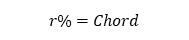 r% = Chord